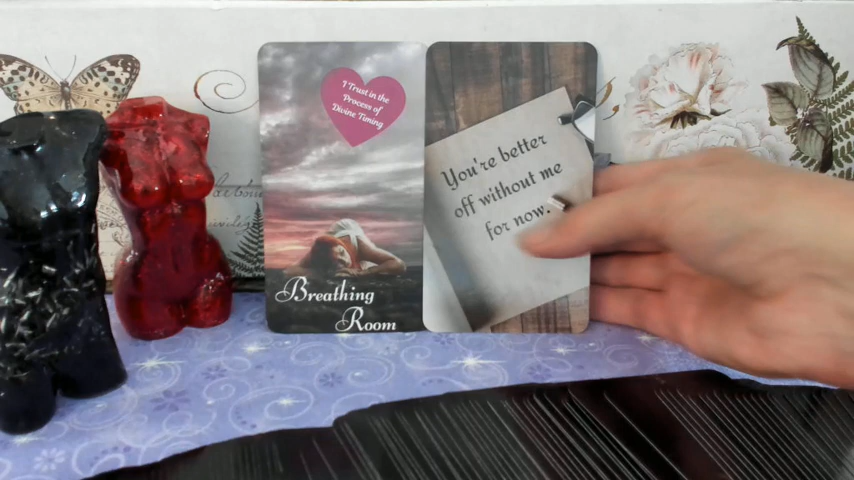 I Trust in the
Process of
Divine Timing
Breathing
Room
You're better
off without me
for now.